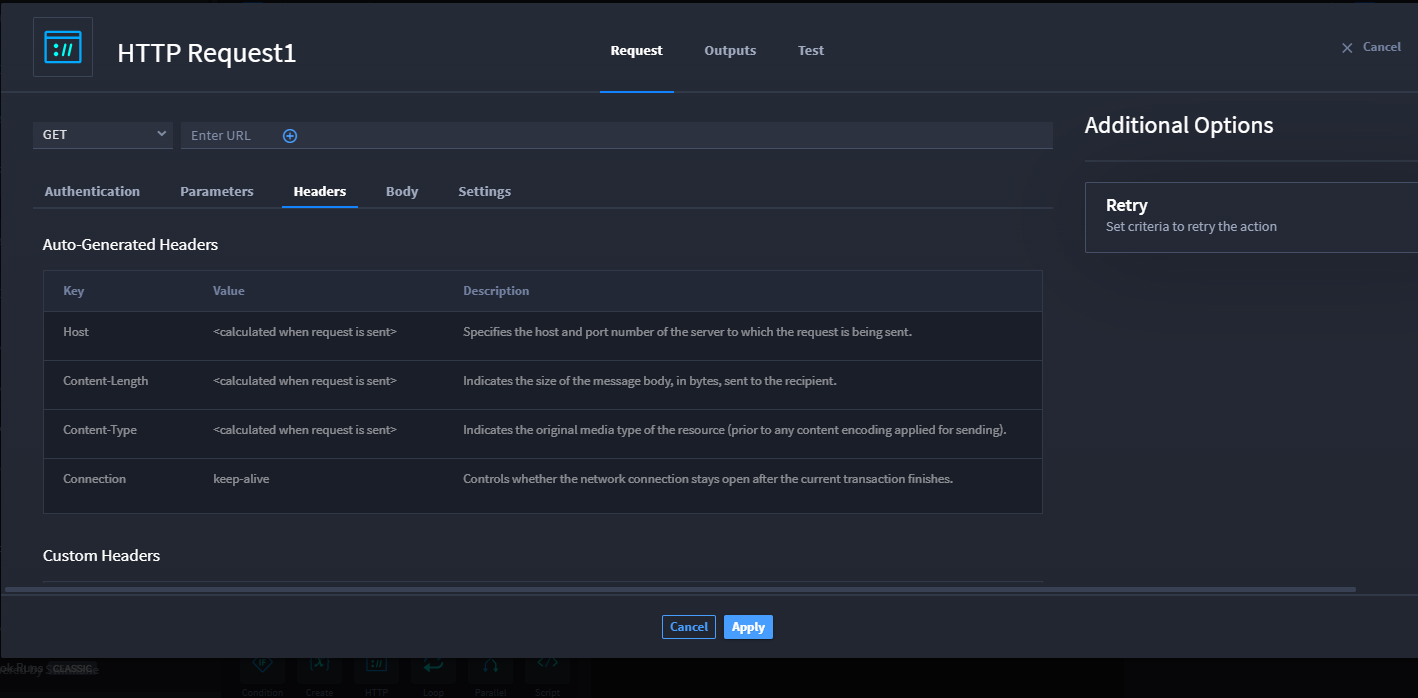 HTTP Request1
Request Outputs Test
Cancel
GET Enter URL
Additional Options
Authentication Parameters Headers Body Settings
Retry
Set criteria to retry the action
Auto-Generated Headers
Key Value Description
Host <calculated when request is sent> Specifies the host and port number of the server to which the request is being sent.
Content-Length <calculated when request is sent> Indicates the size of the message body, in bytes, sent to the recipient.
Content-Type <calculated when request is sent> Indicates the original media type of the resource (prior to any content encoding applied for sending).
Connection keep-alive Controls whether the network connection stays open after the current transaction finishes.
Custom Headers
Cancel Apply
CLASSIC
Condition Create HTTP Loop Parallel Script